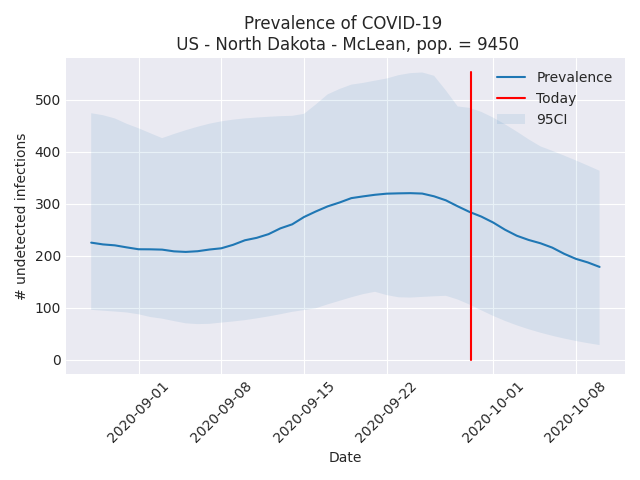 Prevalence of COVID-19
US - North Dakota - McLean, pop. = 9450
Prevalence
Today
95CI
# undetected infections
500
400
300
200
100
0
2020-09-01
2020-09-08
2020-09-15
2020-09-22
2020-10-01
2020-10-08
Date